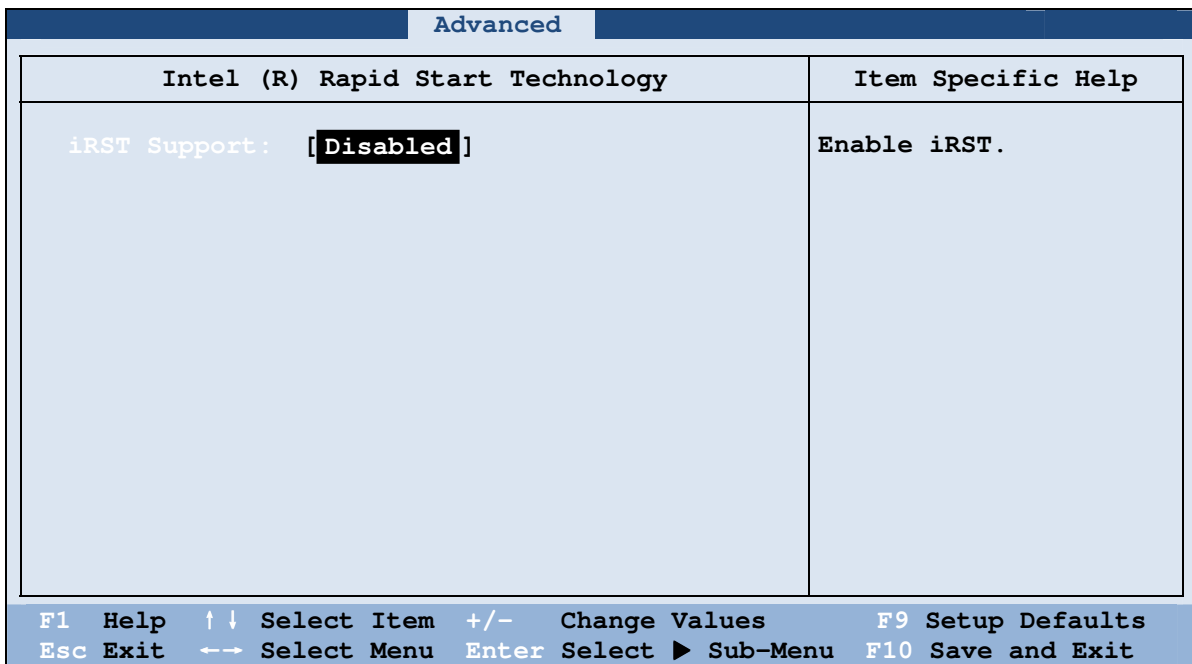 Advanced
Intel (R) Rapid Start Technology
Item Specific Help
iRST Support: [Disabled]
Enable iRST.
F1 Help ↑↓ Select Item +/- Change Values F9 Setup Defaults
Esc Exit ←→ Select Menu Enter Select ▶ Sub-Menu F10 Save and Exit